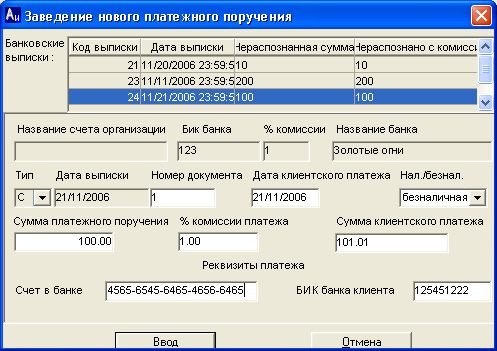 Аи Заведение нового платежного поручения
Банковские выписки :
Код выписки Дата выписки Нераспознанная сумма Нераспознано с комисси
21 11/20/2006 23:59:5 10 10
23 11/11/2006 23:59:5 200 200
24 11/21/2006 23:59:5 100 100
Название счета организации Бик банка % комиссии Название банка
123 1 Золотые огни
Тип Дата выписки Номер документа Дата клиентского платежа Нал./безнал.
С 21/11/2006 1 21/11/2006 безналичная
Сумма платежного поручения % комиссии платежа Сумма клиентского платежа
100.00 1.00 101.01
Реквизиты платежа
Счет в банке 4565-6545-6465-4656-6465 БИК банка клиента 125451222
Ввод Отмена